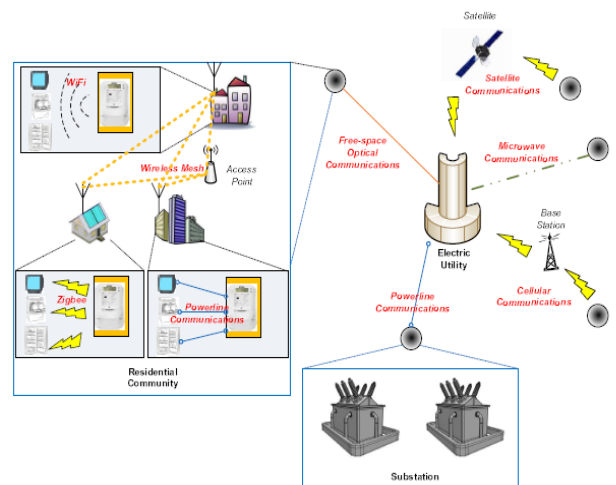 Satellite
WiFi
Satellite
Communications
Free-space
Optical
Communications
Microwave
Communications
Wireless Mesh
Access
Point
Base
Station
Electric
Utility
Zigbee
Powerline
Communications
Powerline
Communications
Cellular
Communications
Residential
Community
Substation